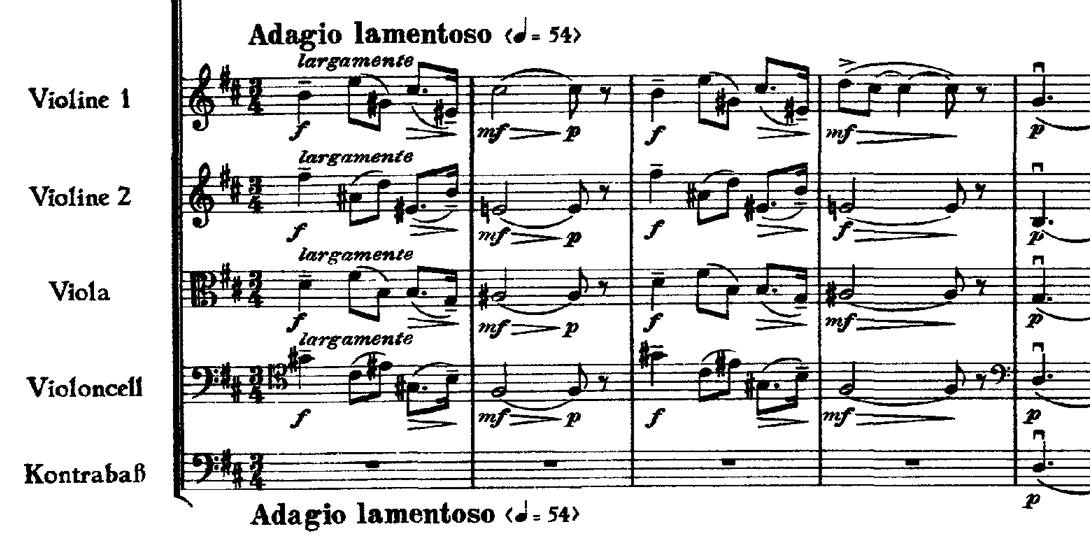 Adagio lamentoso (♩= 54)
largamente
Violine 1
f
mf p
f
mf
p
largamente
Violine 2
f
mf p
f
f
p
largamente
Viola
f
mf p
f
mf
p
largamente
Violoncell
f
mf p
f
mf
p
Kontrabaß
p
Adagio lamentoso (♩= 54)